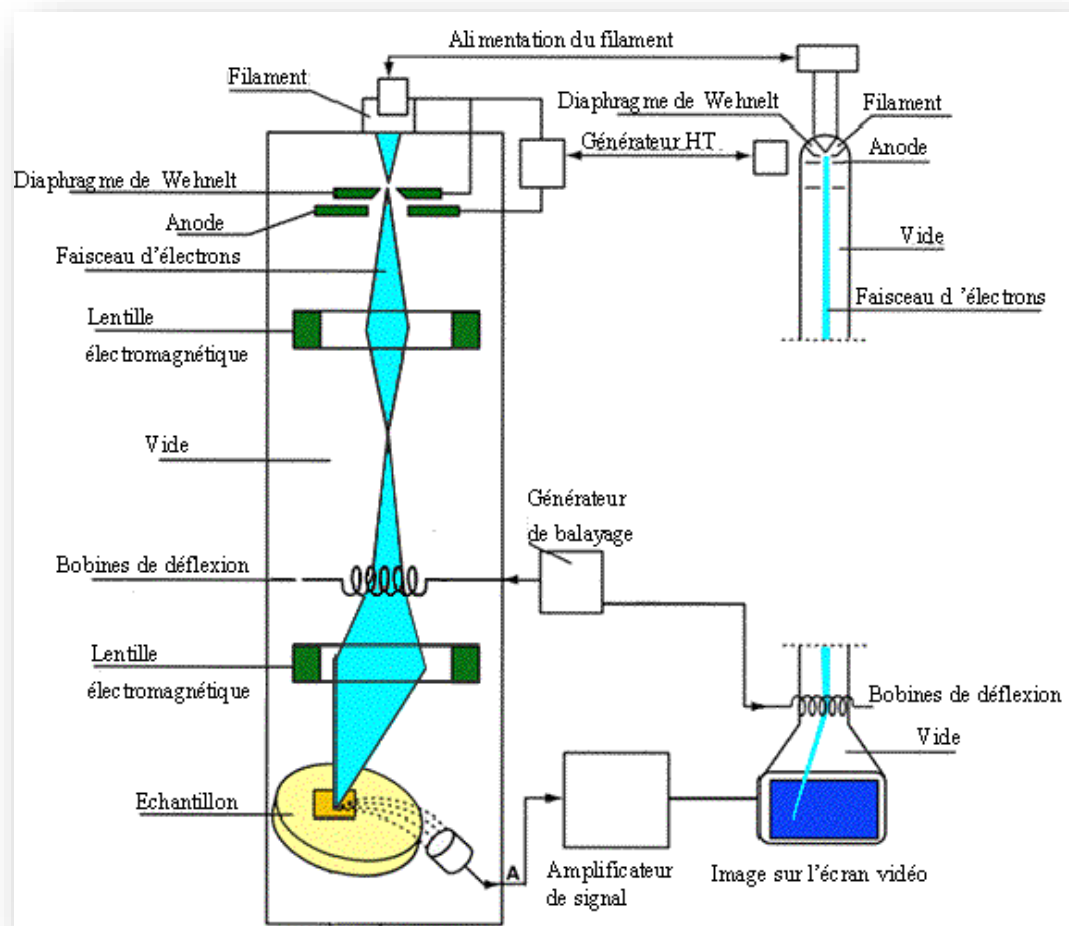 Alimentation du filament
Filament
Diaphragme de Wehnelt
Filament
Générateur HT
Anode
Diaphragme de Wehnelt
Anode
Vide
Faisceau d'électrons
Faisceau d 'électrons
Lentille
électromagnétique
Vide
Générateur
de balayage
Bobines de déflexion
Lentille
électromagnétique
Bobines de déflexion
Vide
Echantillon
A
Amplificateur
de signal
Image sur l'écran vidéo